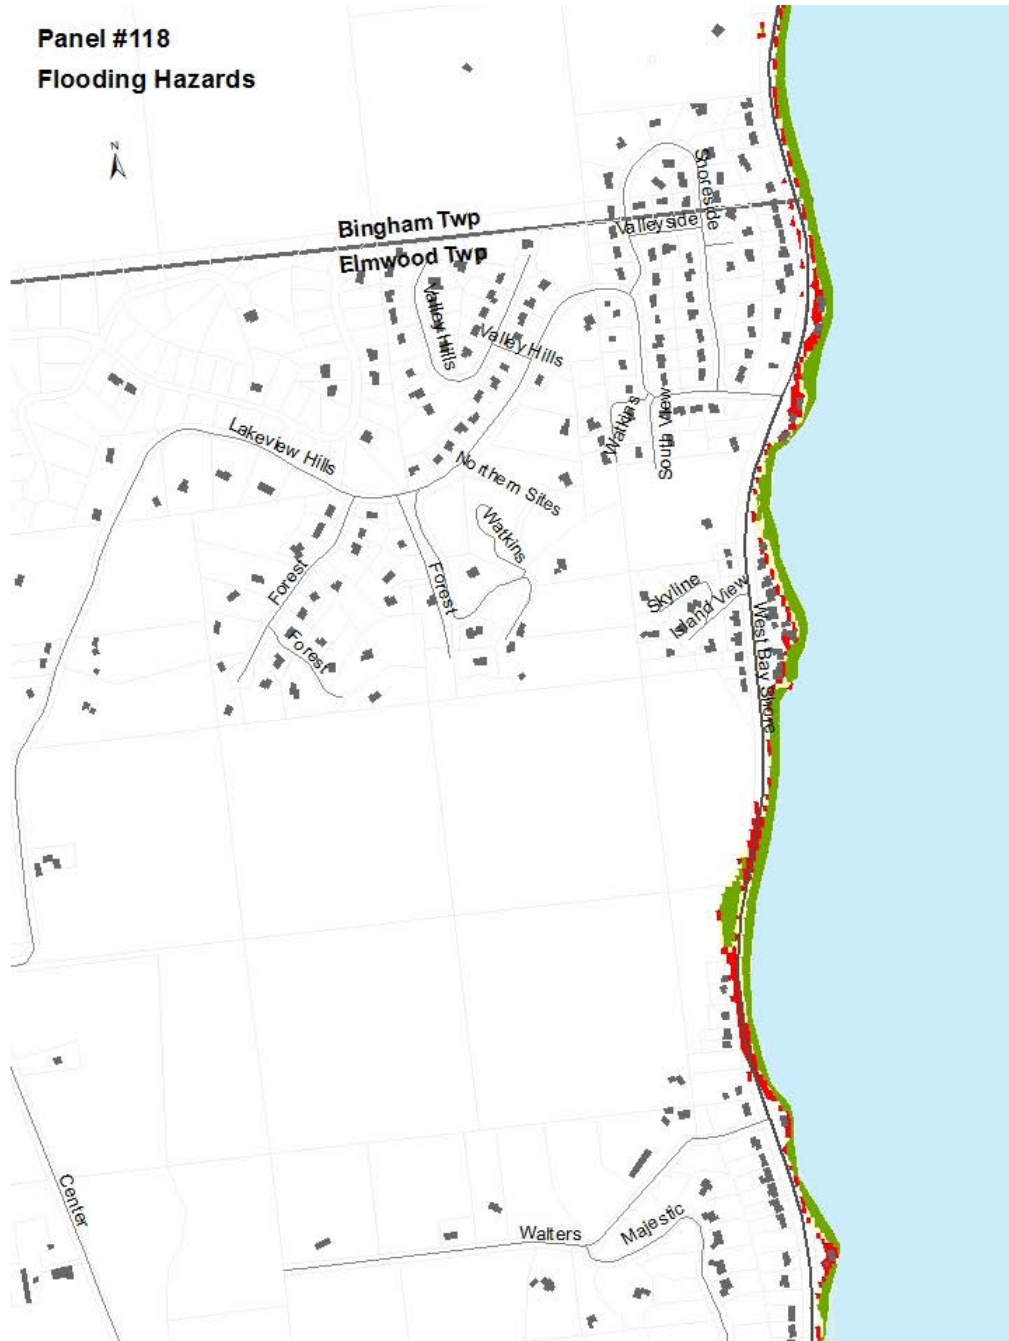 Panel #118
Flooding Hazards
N
Shoreside
Bingham Twp
Valleyside
Elmwood Twp
Valley Hills
Valley Hills
Watkins
South View
Lakeview Hills
Northern Sites
Watkins
Forest
Forest
Skyline
Island View
West Bay Shore
Forest
Center
Walters
Majestic